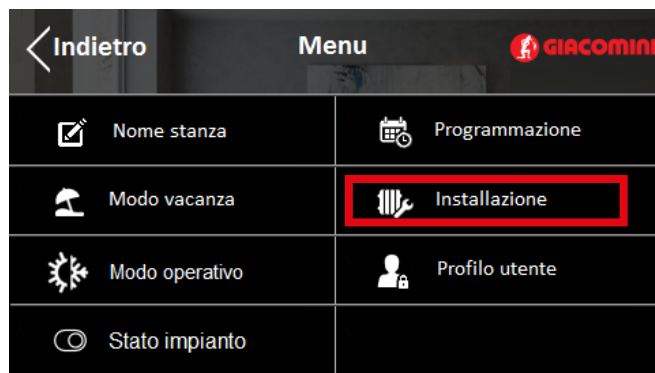 Indietro
Menu
GIACOMINI
Nome stanza
Programmazione
Modo vacanza
Installazione
Modo operativo
Profilo utente
Stato impianto